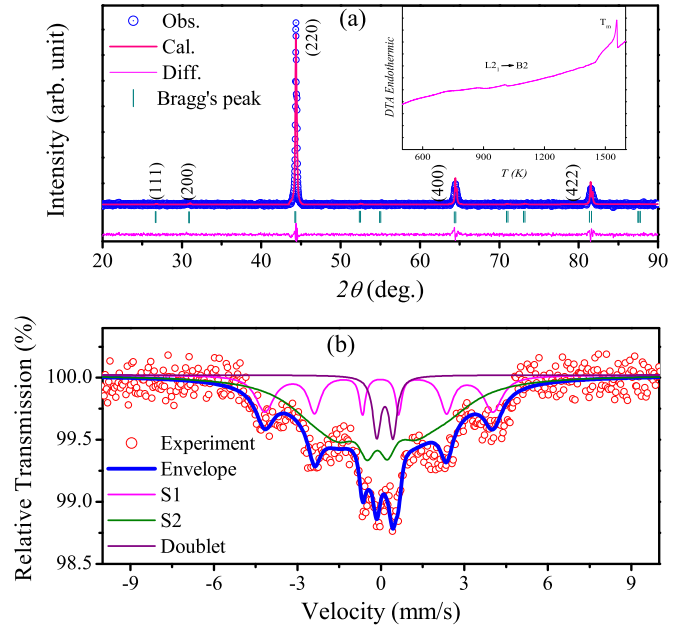 (a)
Obs.
Cal.
Diff.
Bragg's peak
(111)
(200)
(220)
(400)
(422)
Intensity (arb. unit)
20 30 40 50 60 70 80 90
2θ (deg.)
DTA Endothermic
L2₁ → B2
Tₘ
600 900 1200 1500
T (K)
(b)
Relative Transmission (%)
100.0
99.5
99.0
98.5
Experiment
Envelope
S1
S2
Doublet
-9 -6 -3 0 3 6 9
Velocity (mm/s)